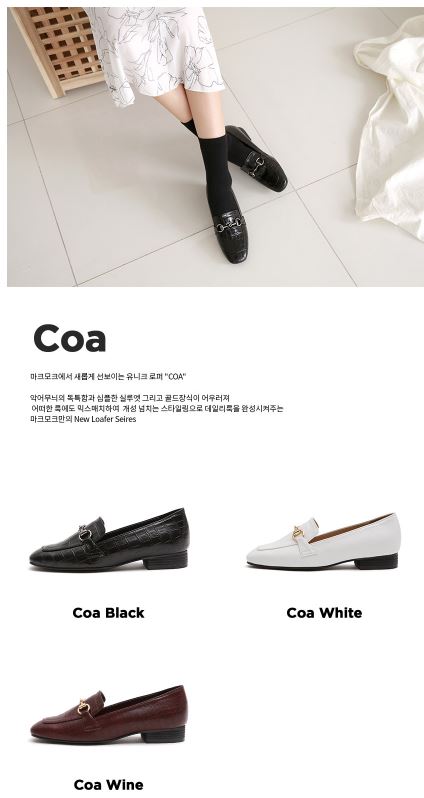 Coa
마크모크에서 새롭게 선보이는 유니크 로퍼 "COA"
악어무늬의 독특함과 심플한 실루엣 그리고 골드장식이 어우러져
어떠한 룩에도 믹스매치하여 개성 넘치는 스타일링으로 데일리룩을 완성시켜주는
마크모크만의 New Loafer Seires
Coa Black
Coa White
Coa Wine